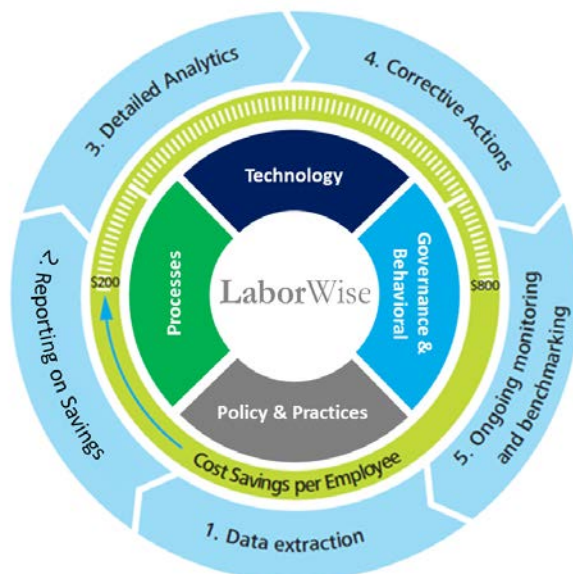 3. Detailed Analytics
4. Corrective Actions
Technology
Processes
Governance &
Behavioral
$200
$800
LaborWise
2. Reporting on Savings
5. Ongoing monitoring
and benchmarking
Policy & Practices
Cost Savings per Employee
1. Data extraction